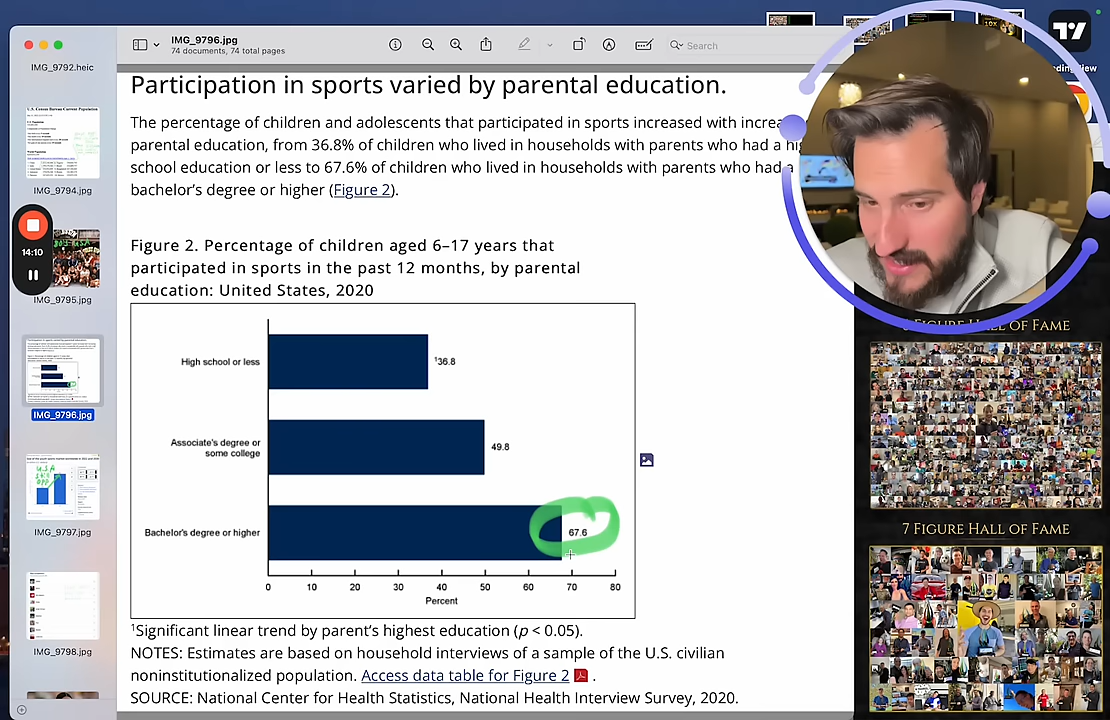 IMG_9796.jpg
74 documents, 74 total pages
Search
IMG_9792.heic
U.S. Census Bureau Current Population
IMG_9794.jpg
14:10
IMG_9795.jpg
IMG_9796.jpg
IMG_9797.jpg
IMG_9798.jpg
Participation in sports varied by parental education.
The percentage of children and adolescents that participated in sports increased with
parental education, from 36.8% of children who lived in households with parents who had a
school education or less to 67.6% of children who lived in households with parents who had a
bachelor's degree or higher (Figure 2).
Figure 2. Percentage of children aged 6–17 years that
participated in sports in the past 12 months, by parental
education: United States, 2020
High school or less
¹36.8
Associate's degree or
some college
49.8
Bachelor's degree or higher
67.6
0 10 20 30 40 50 60 70 80
Percent
¹Significant linear trend by parent's highest education (p < 0.05).
NOTES: Estimates are based on household interviews of a sample of the U.S. civilian
noninstitutionalized population. Access data table for Figure 2 .
SOURCE: National Center for Health Statistics, National Health Interview Survey, 2020.
Figure Hall of Fame
7 Figure Hall of Fame